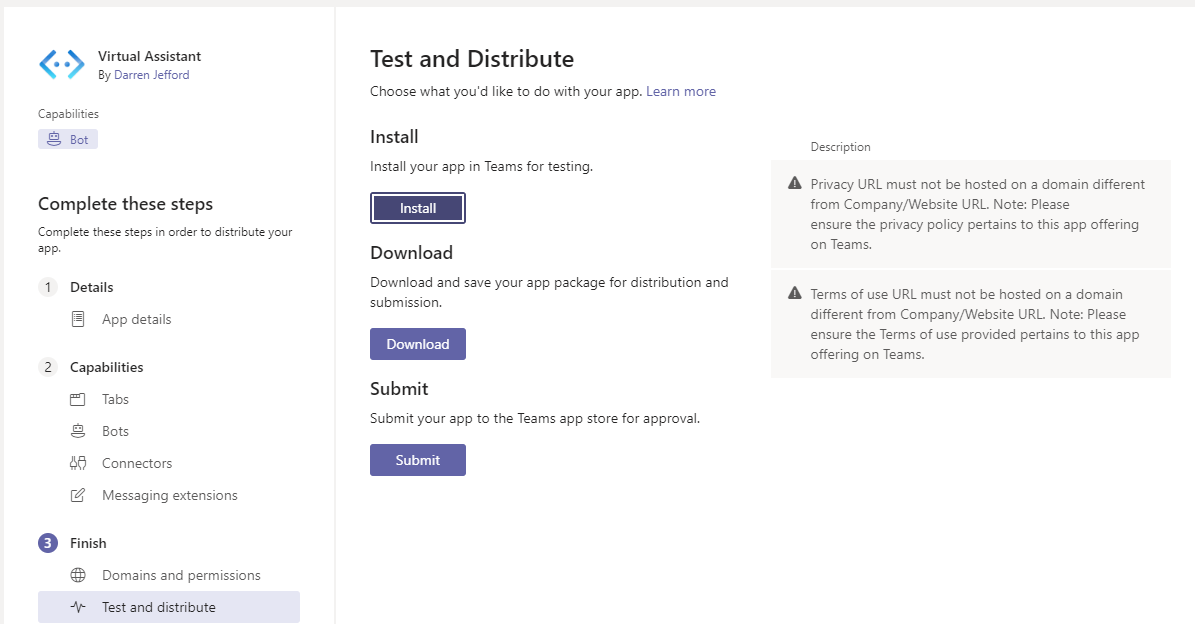 Virtual Assistant
By Darren Jefford
Capabilities
Bot
Complete these steps
Complete these steps in order to distribute your
app.
1 Details
App details
2 Capabilities
Tabs
Bots
Connectors
Messaging extensions
3 Finish
Domains and permissions
Test and distribute
Test and Distribute
Choose what you'd like to do with your app. Learn more
Install
Install your app in Teams for testing.
Install
Download
Download and save your app package for distribution and
submission.
Download
Submit
Submit your app to the Teams app store for approval.
Submit
Description
Privacy URL must not be hosted on a domain different
from Company/Website URL. Note: Please
ensure the privacy policy pertains to this app offering
on Teams.
Terms of use URL must not be hosted on a domain
different from Company/Website URL. Note: Please
ensure the Terms of use provided pertains to this app
offering on Teams.